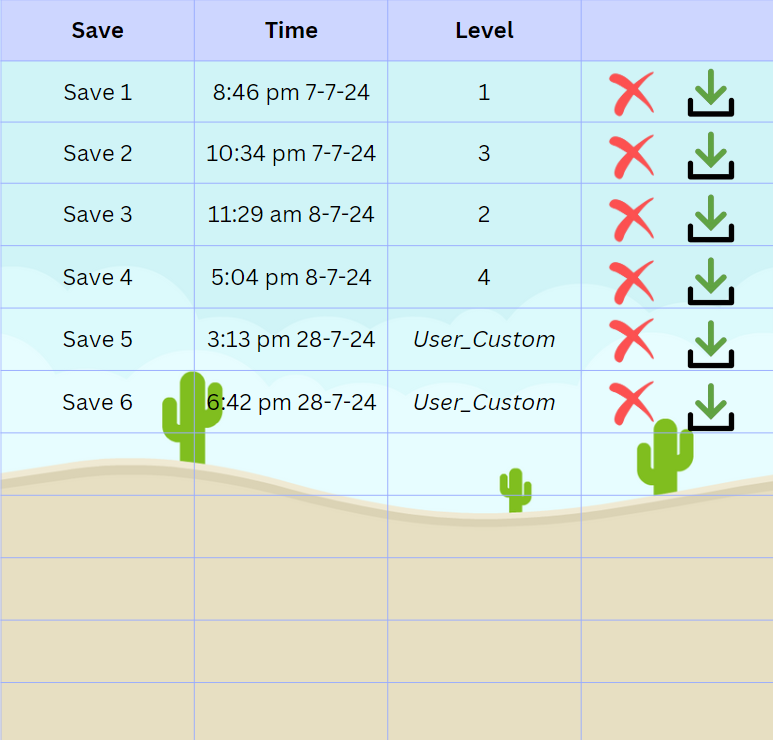 Save Time Level
Save 1 8:46 pm 7-7-24 1
Save 2 10:34 pm 7-7-24 3
Save 3 11:29 am 8-7-24 2
Save 4 5:04 pm 8-7-24 4
Save 5 3:13 pm 28-7-24 User_Custom
Save 6 6:42 pm 28-7-24 User_Custom